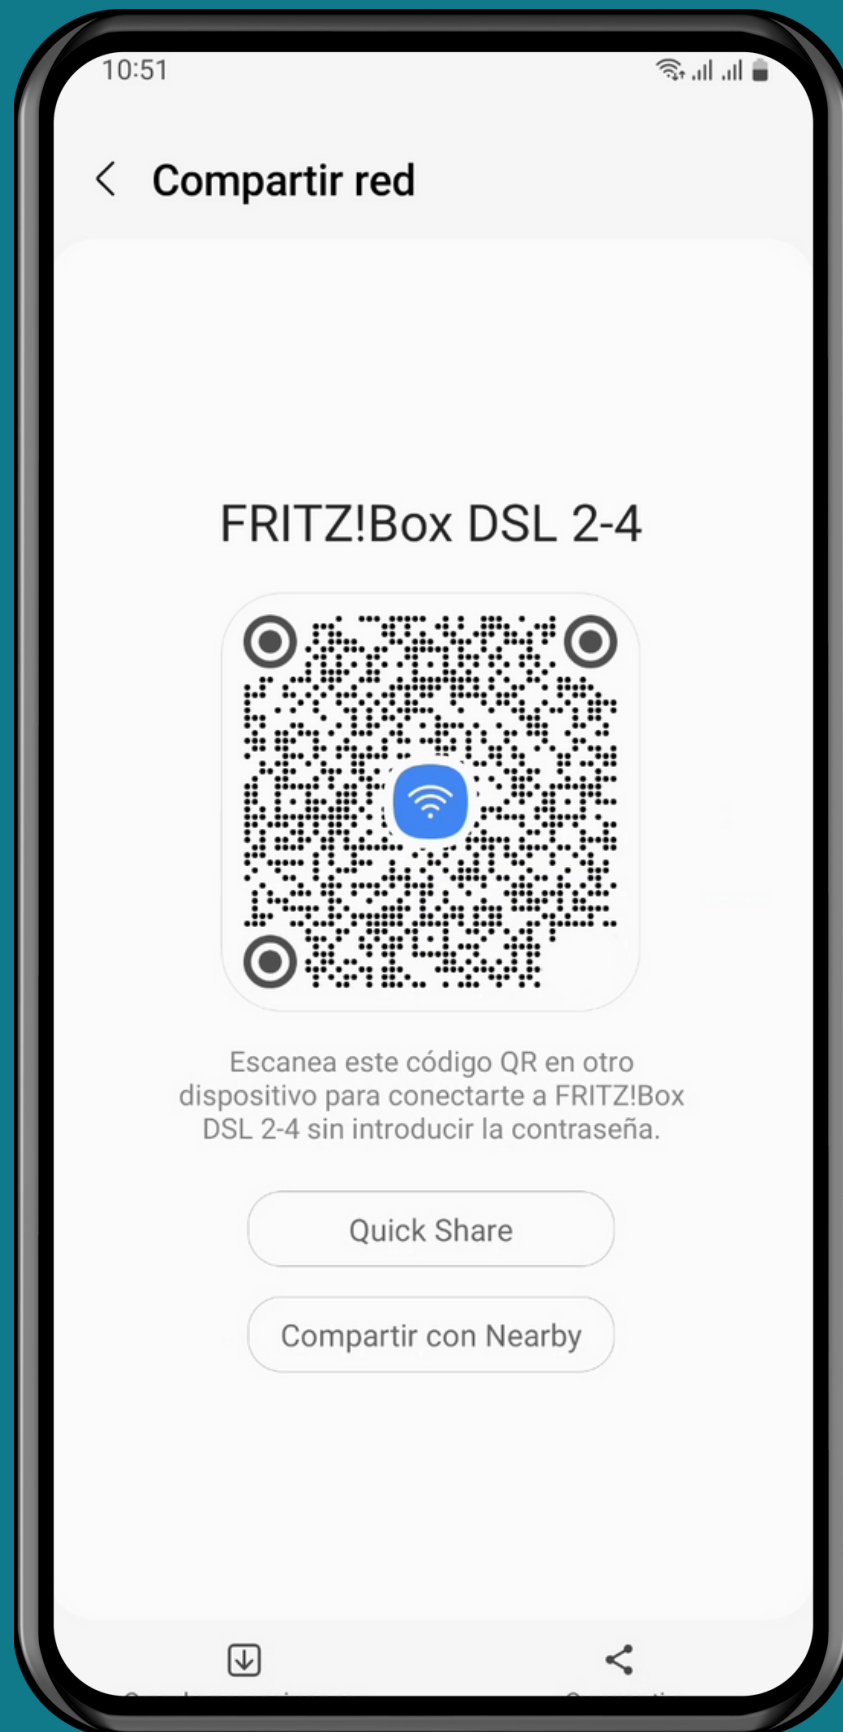 10:51
Compartir red
FRITZ!Box DSL 2-4
Escanea este código QR en otro
dispositivo para conectarte a FRITZ!Box
DSL 2-4 sin introducir la contraseña.
Quick Share
Compartir con Nearby